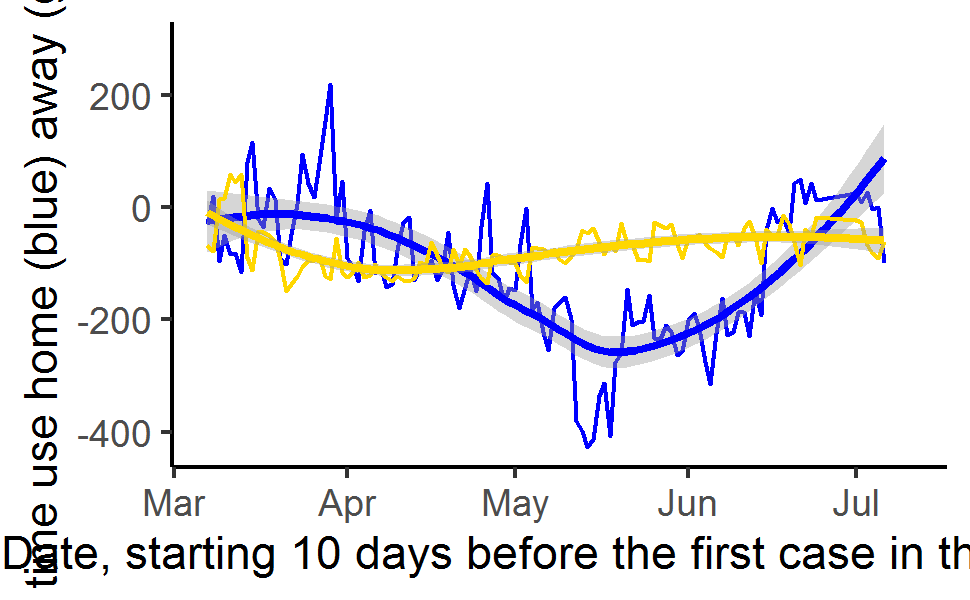 time use home (blue) away (
200
0
-200
-400
Mar Apr May Jun Jul
Date, starting 10 days before the first case in th